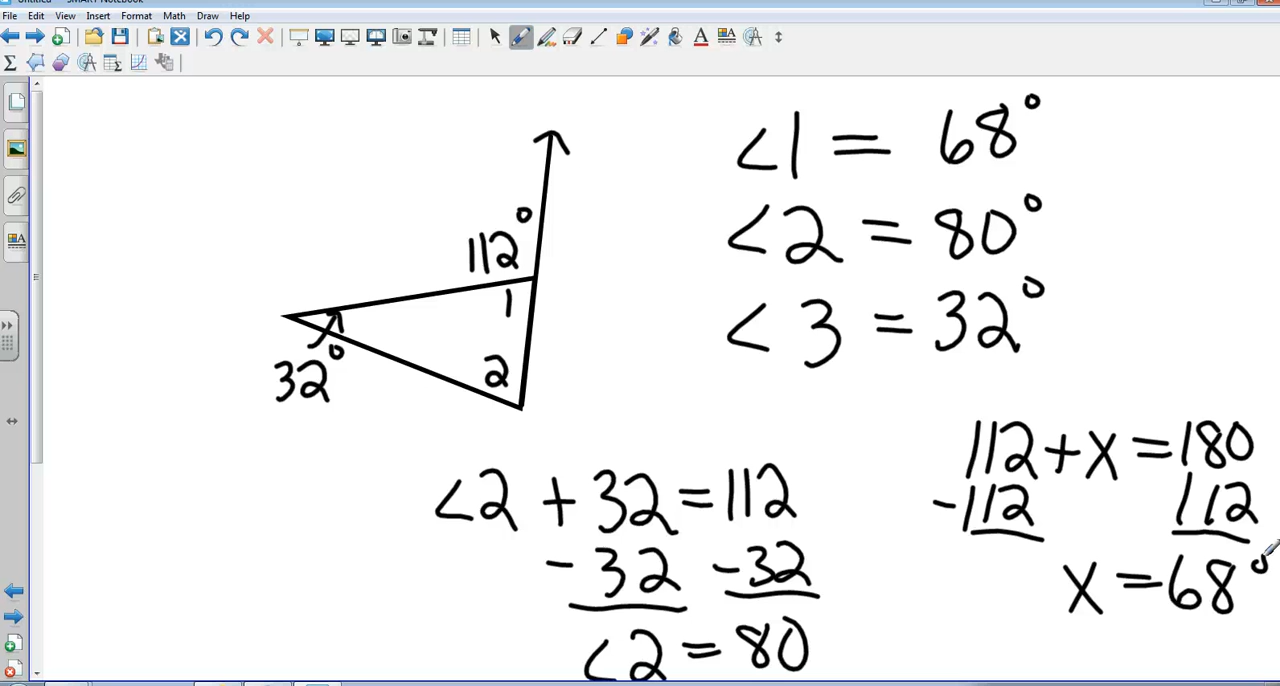 File Edit View Insert Format Math Draw Help
<1 = 68°
<2 = 80°
<3 = 32°
112°
1
2
32°
<2 + 32 = 112
- 32 -32
<2 = 80
112 + x = 180
-112 112
x = 68°